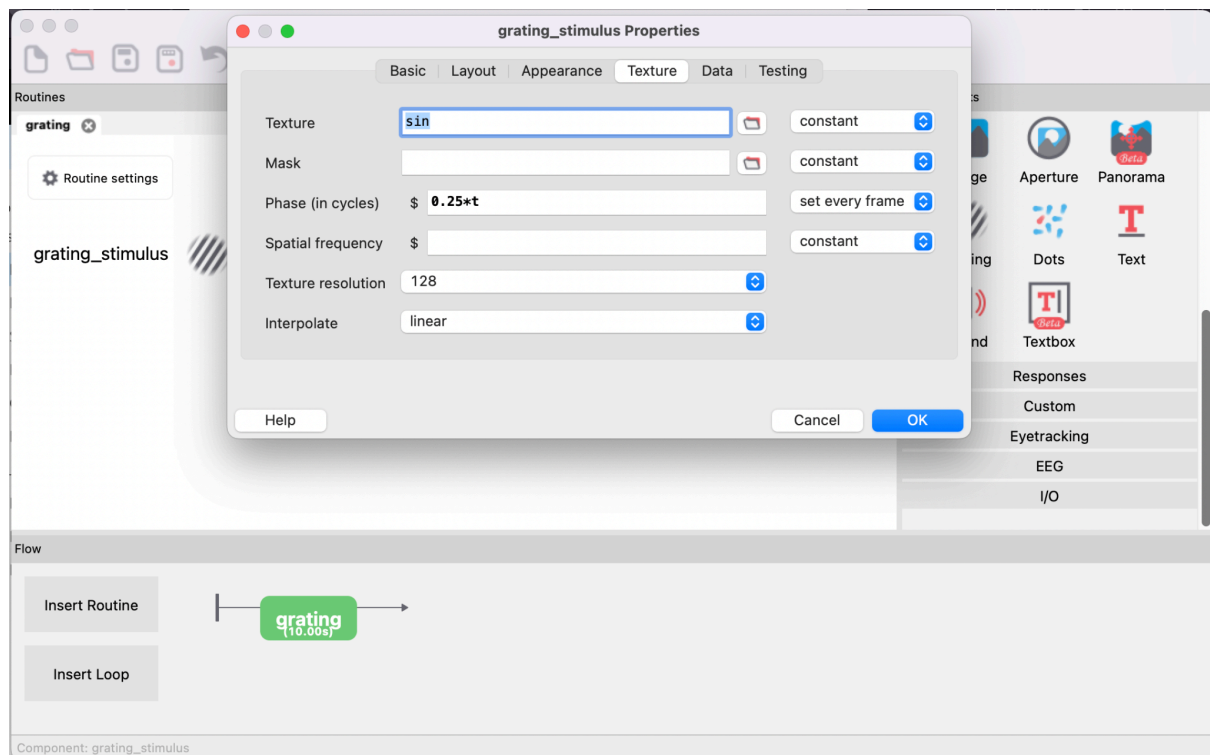 grating_stimulus Properties
Basic Layout Appearance Texture Data Testing
Routines
grating
Routine settings
grating_stimulus
Texture sin constant
Mask constant
Phase (in cycles) $ 0.25*t set every frame
Spatial frequency $ constant
Texture resolution 128
Interpolate linear
Help Cancel OK
ts
ge Aperture Panorama
Beta
ing Dots Text
T
nd Textbox
T
Beta
Responses
Custom
Eyetracking
EEG
I/O
Flow
Insert Routine
grating
(10.00s)
Insert Loop
Component: grating_stimulus